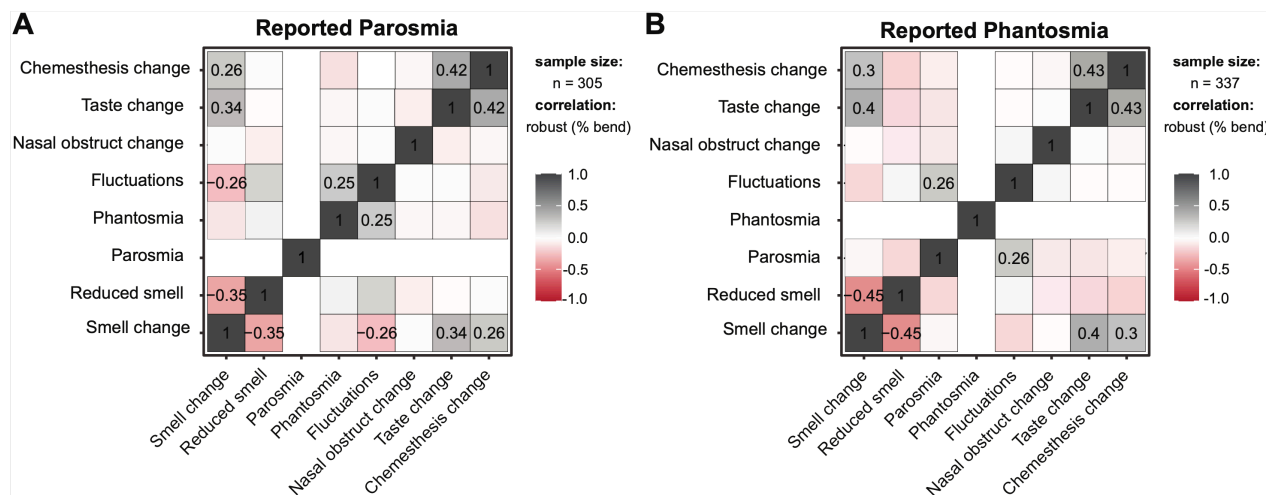 A
Reported Parosmia
Chemesthesis change
0.26
0.42
1
Taste change
0.34
1
0.42
Nasal obstruct change
1
Fluctuations
−0.26
0.25
1
Phantosmia
1
0.25
Parosmia
1
Reduced smell
−0.35
1
Smell change
1
−0.35
−0.26
0.34
0.26
Smell change
Reduced smell
Parosmia
Phantosmia
Fluctuations
Nasal obstruct change
Taste change
Chemesthesis change
sample size:
n = 305
correlation:
robust (% bend)
1.0
0.5
0.0
-0.5
-1.0
B
Reported Phantosmia
Chemesthesis change
0.3
0.43
1
Taste change
0.4
1
0.43
Nasal obstruct change
1
Fluctuations
0.26
1
Phantosmia
1
Parosmia
1
0.26
Reduced smell
−0.45
1
Smell change
1
−0.45
0.4
0.3
Smell change
Reduced smell
Parosmia
Phantosmia
Fluctuations
Nasal obstruct change
Taste change
Chemesthesis change
sample size:
n = 337
correlation:
robust (% bend)
1.0
0.5
0.0
-0.5
-1.0